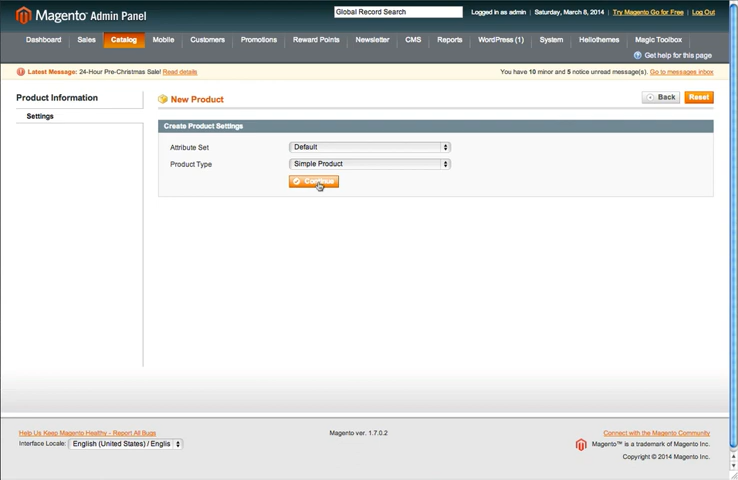 Magento Admin Panel
Global Record Search
Logged in as admin
Saturday, March 8, 2014
Try Magento Go for Free
Log Out
Dashboard
Sales
Catalog
Mobile
Customers
Promotions
Reward Points
Newsletter
CMS
Reports
WordPress (1)
System
Hellothemes
Magic Toolbox
Get help for this page
Latest Message: 24-Hour Pre-Christmas Sale! Read details
You have 10 minor and 5 notice unread message(s). Go to messages inbox
Product Information
Settings
New Product
Back
Reset
Create Product Settings
Attribute Set
Default
Product Type
Simple Product
Continue
Help Us Keep Magento Healthy - Report All Bugs
Interface Locale: English (United States) / Englis
Magento ver. 1.7.0.2
Connect with the Magento Community
Magento™ is a trademark of Magento Inc.
Copyright © 2014 Magento Inc.